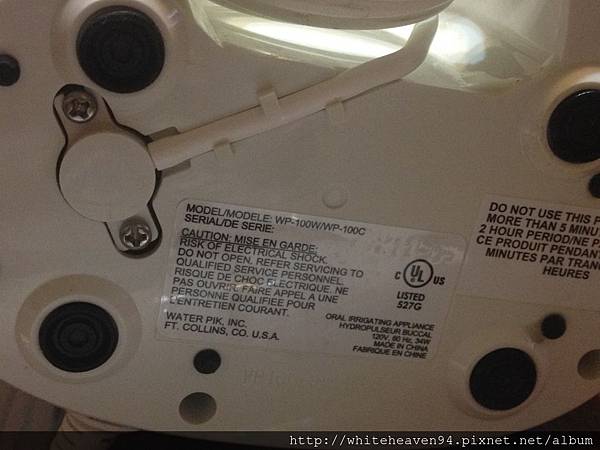 MODEL/MODELE: WP-100W/WP-100C
SERIAL/DE SERIE:
CAUTION: MISE EN GARDE:
RISK OF ELECTRICAL SHOCK.
DO NOT OPEN. REFER SERVICING TO
QUALIFIED SERVICE PERSONNEL.
RISQUE DE CHOC ELECTRIQUE. NE
PAS OUVRIR. FAIRE APPEL A UNE
PERSONNE QUALIFIEE POUR
L'ENTRETIEN COURANT.
WATER PIK, INC.
FT. COLLINS, CO. U.S.A.
C UL US
LISTED
527G
ORAL IRRIGATING APPLIANCE
HYDROPULSEUR BUCCAL
120V, 60 Hz, 34W
MADE IN CHINA
FABRIQUE EN CHINE
DO NOT USE THIS P
MORE THAN 5 MINU
2 HOUR PERIOD/NE P
CE PRODUIT PENDANT
MINUTES PAR TRANC
HEURES
http://whiteheaven94.pixnet.net/album